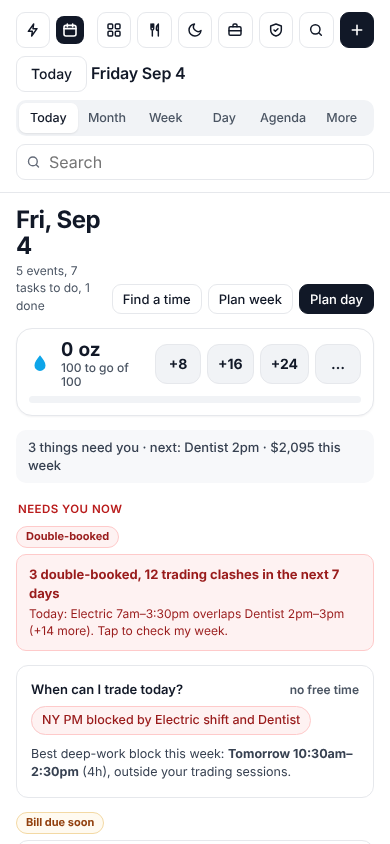 Today
Friday Sep 4
Today Month Week Day Agenda More
Search
Fri, Sep
4
5 events, 7
tasks to do, 1
done
Find a time Plan week Plan day
0 oz
100 to go of
100
+8 +16 +24 ...
3 things need you · next: Dentist 2pm · $2,095 this
week
NEEDS YOU NOW
Double-booked
3 double-booked, 12 trading clashes in the next 7
days
Today: Electric 7am–3:30pm overlaps Dentist 2pm–3pm
(+14 more). Tap to check my week.
When can I trade today? no free time
NY PM blocked by Electric shift and Dentist
Best deep-work block this week: Tomorrow 10:30am–
2:30pm (4h), outside your trading sessions.
Bill due soon